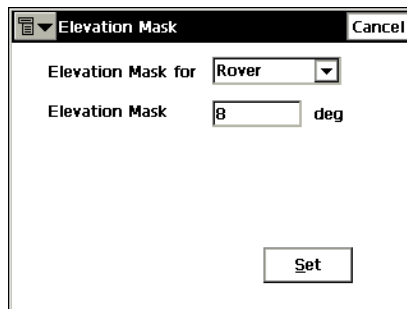 Elevation Mask Cancel
Elevation Mask for Rover
Elevation Mask 8 deg
Set